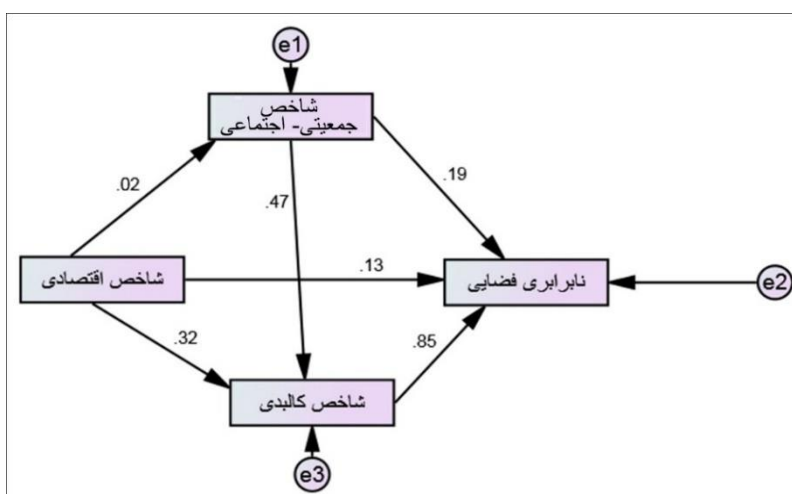 e1
شاخص
جمعیتی- اجتماعی
.02
.47
.19
شاخص اقتصادی
.13
نابرابری فضایی
e2
.32
.85
شاخص کالبدی
e3